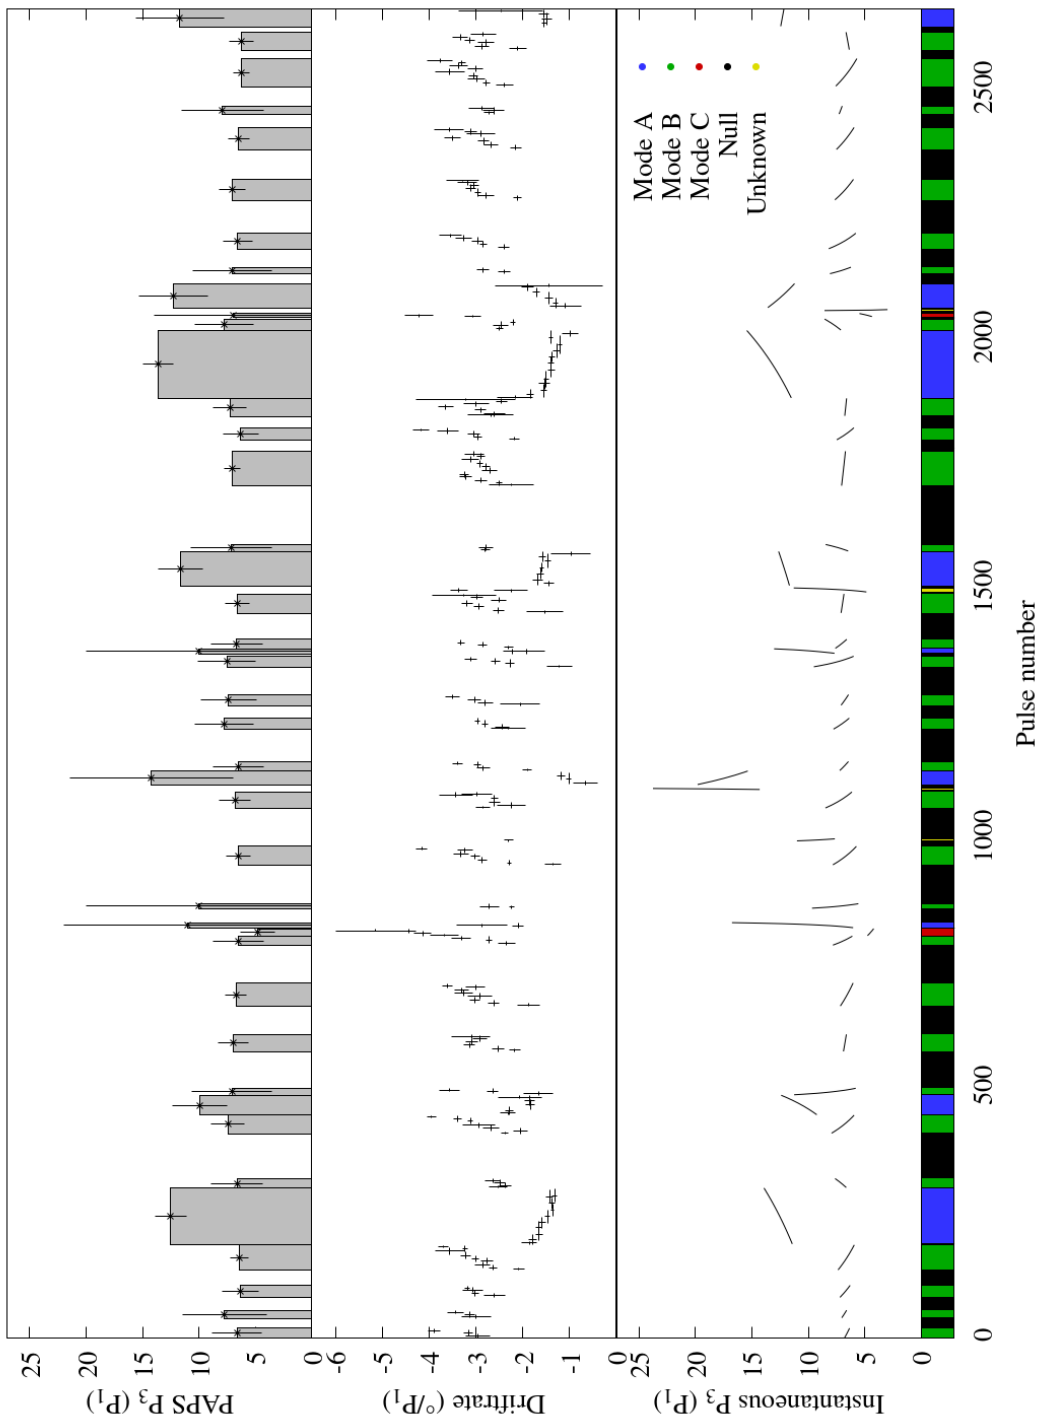 PAPS P3 (P1)
25
20
15
10
5
0
Driftrate (°/P1)
-6
-5
-4
-3
-2
-1
0
Instantaneous P3 (P1)
25
20
15
10
5
0
Mode A
Mode B
Mode C
Null
Unknown
0
500
1000
1500
2000
2500
Pulse number